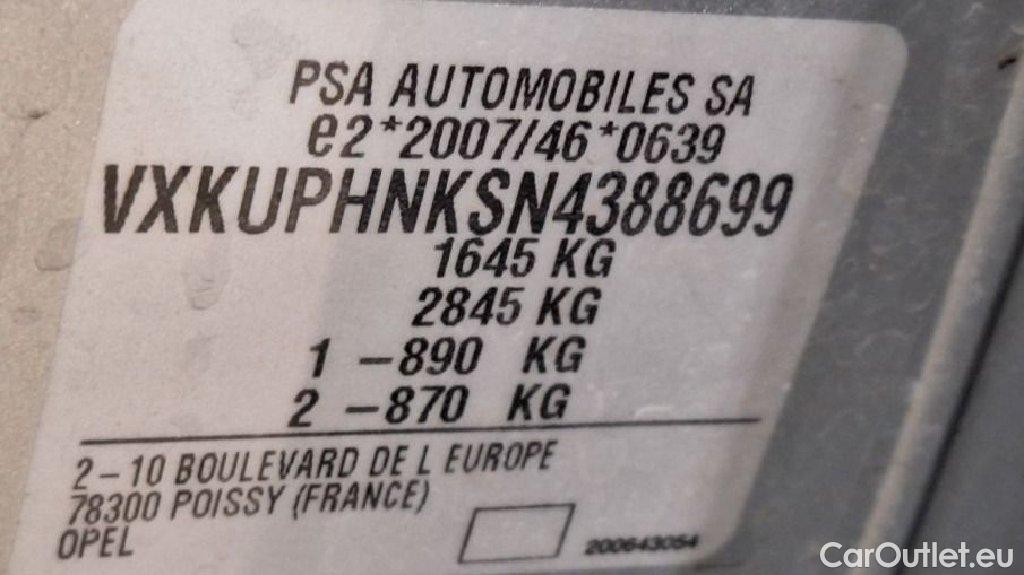 PSA AUTOMOBILES SA
e2*2007/46*0639
VXKUPHNKSN4388699
1645 KG
2845 KG
1 -890 KG
2 -870 KG
2-10 BOULEVARD DE L EUROPE
78300 POISSY (FRANCE)
OPEL
200643054
CarOutlet.eu